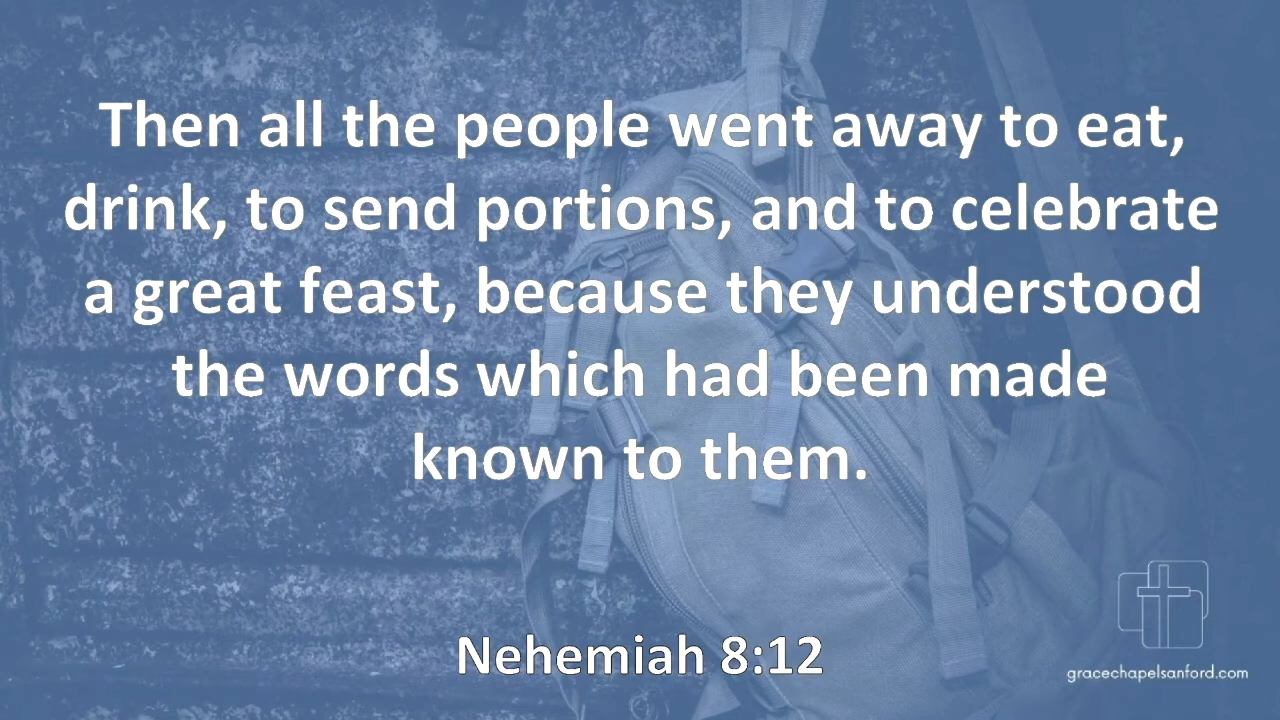 Then all the people went away to eat,
drink, to send portions, and to celebrate
a great feast, because they understood
the words which had been made
known to them.
Nehemiah 8:12
gracechapelsanford.com